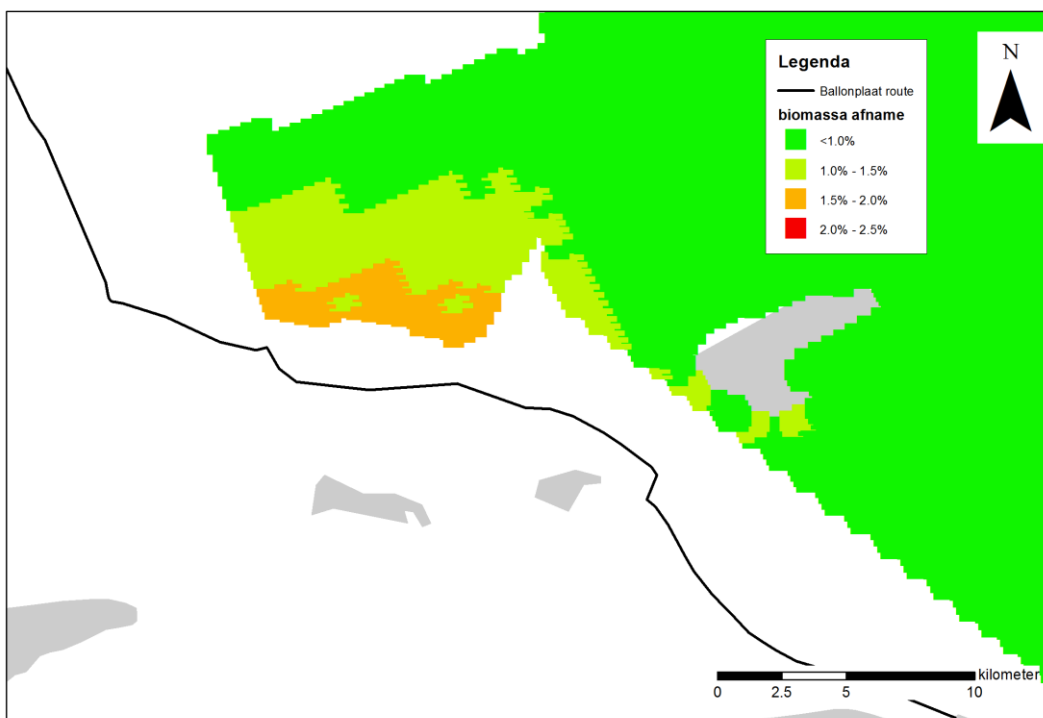 N
Legenda
Ballonplaat route
biomassa afname
<1.0%
1.0% - 1.5%
1.5% - 2.0%
2.0% - 2.5%
kilometer
0 2.5 5 10